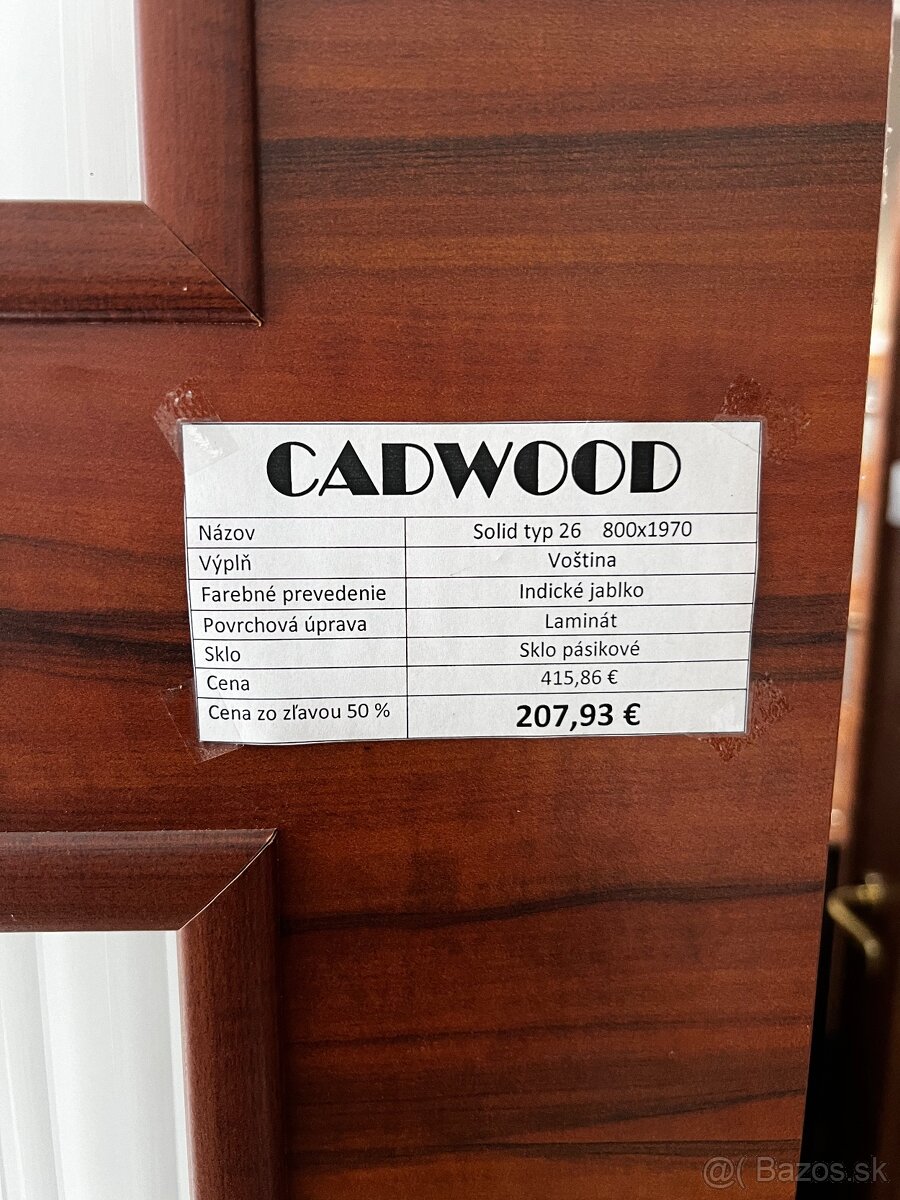 CADWOOD
Názov Solid typ 26 800x1970
Výplň Voština
Farebné prevedenie Indické jablko
Povrchová úprava Laminát
Sklo Sklo pásikové
Cena 415,86 €
Cena zo zľavou 50 % 207,93 €
@( Bazos.sk